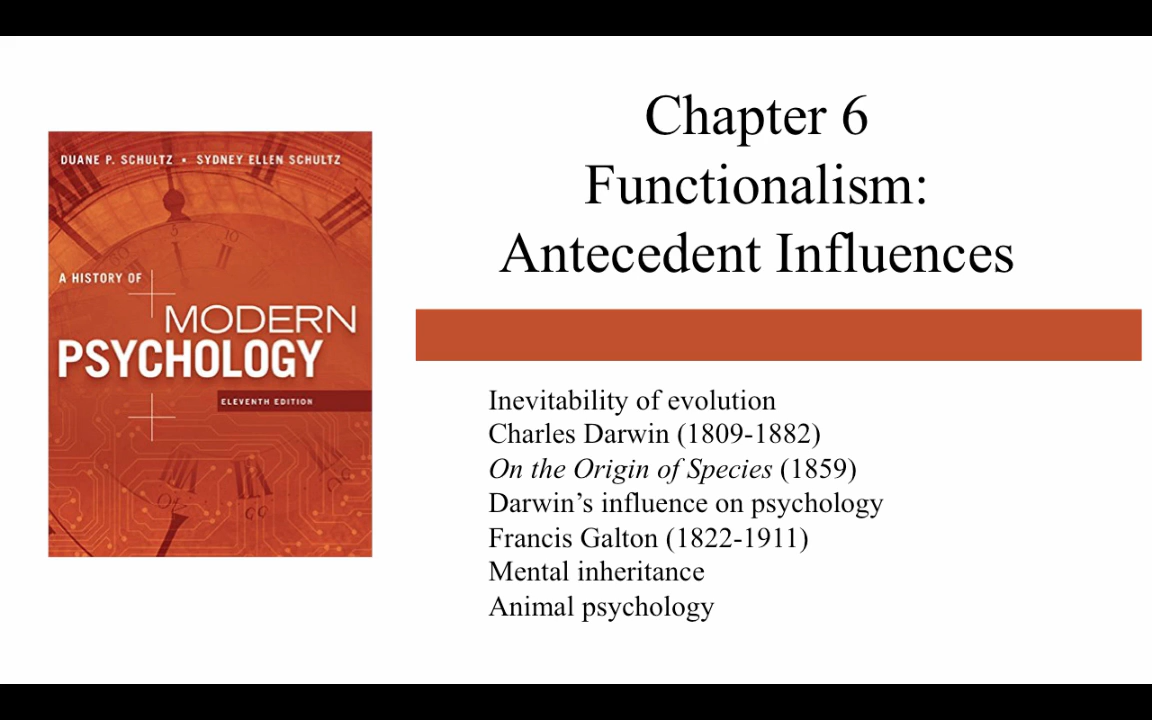 DUANE P. SCHULTZ • SYDNEY ELLEN SCHULTZ
A HISTORY OF
MODERN
PSYCHOLOGY
ELEVENTH EDITION
Chapter 6
Functionalism:
Antecedent Influences
Inevitability of evolution
Charles Darwin (1809-1882)
On the Origin of Species (1859)
Darwin’s influence on psychology
Francis Galton (1822-1911)
Mental inheritance
Animal psychology